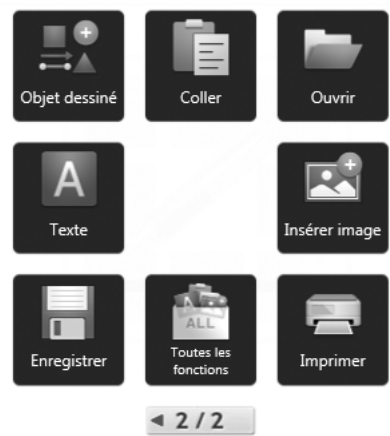 Objet dessiné
Coller
Ouvrir
A
Texte
Insérer image
Enregistrer
ALL
Toutes les
fonctions
Imprimer
2 / 2